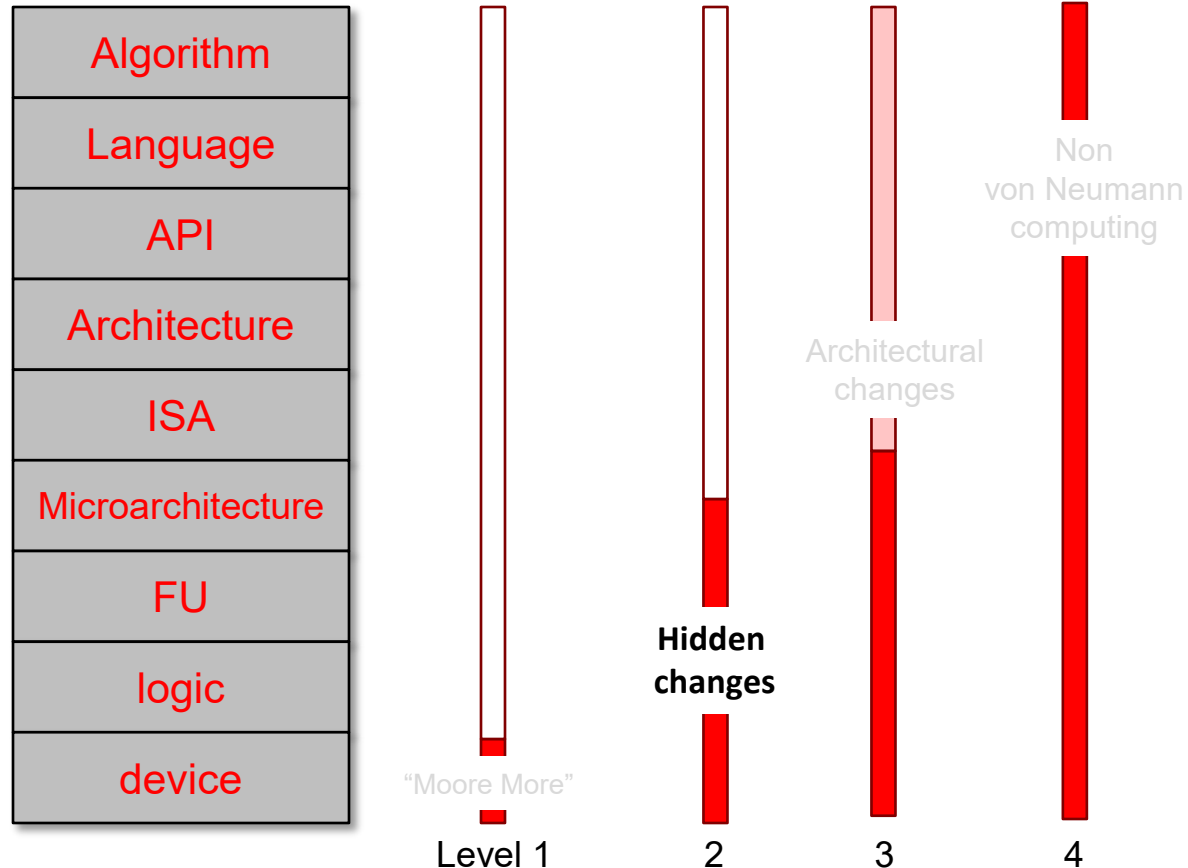 Algorithm
Language
API
Architecture
ISA
Microarchitecture
FU
logic
device
“Moore More”
Level 1
Hidden
changes
2
Architectural
changes
3
Non
von Neumann
computing
4